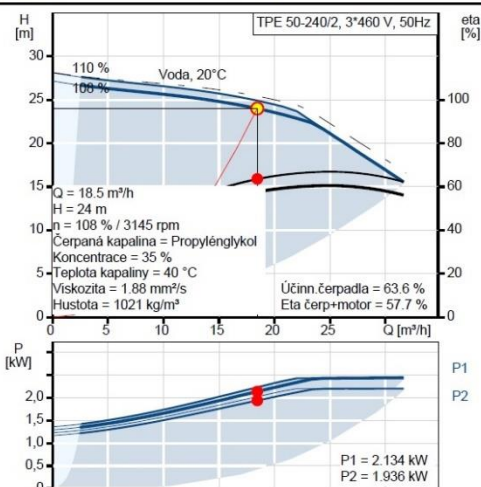 H
[m]
TPE 50-240/2, 3*460 V, 50Hz
eta
[%]
110 %
108 %
Voda, 20°C
30
25
20
15
10
5
0
100
80
60
40
20
0
Q = 18.5 m³/h
H = 24 m
n = 108 % / 3145 rpm
Čerpaná kapalina = Propylénglykol
Koncentrace = 35 %
Teplota kapaliny = 40 °C
Viskozita = 1.88 mm²/s
Hustota = 1021 kg/m³
Účinn.čerpadla = 63.6 %
Eta čerp+motor = 57.7 %
0 5 10 15 20 25 Q [m³/h]
P
[kW]
P1
P2
2,0
1,5
1,0
0,5
0
P1 = 2.134 kW
P2 = 1.936 kW